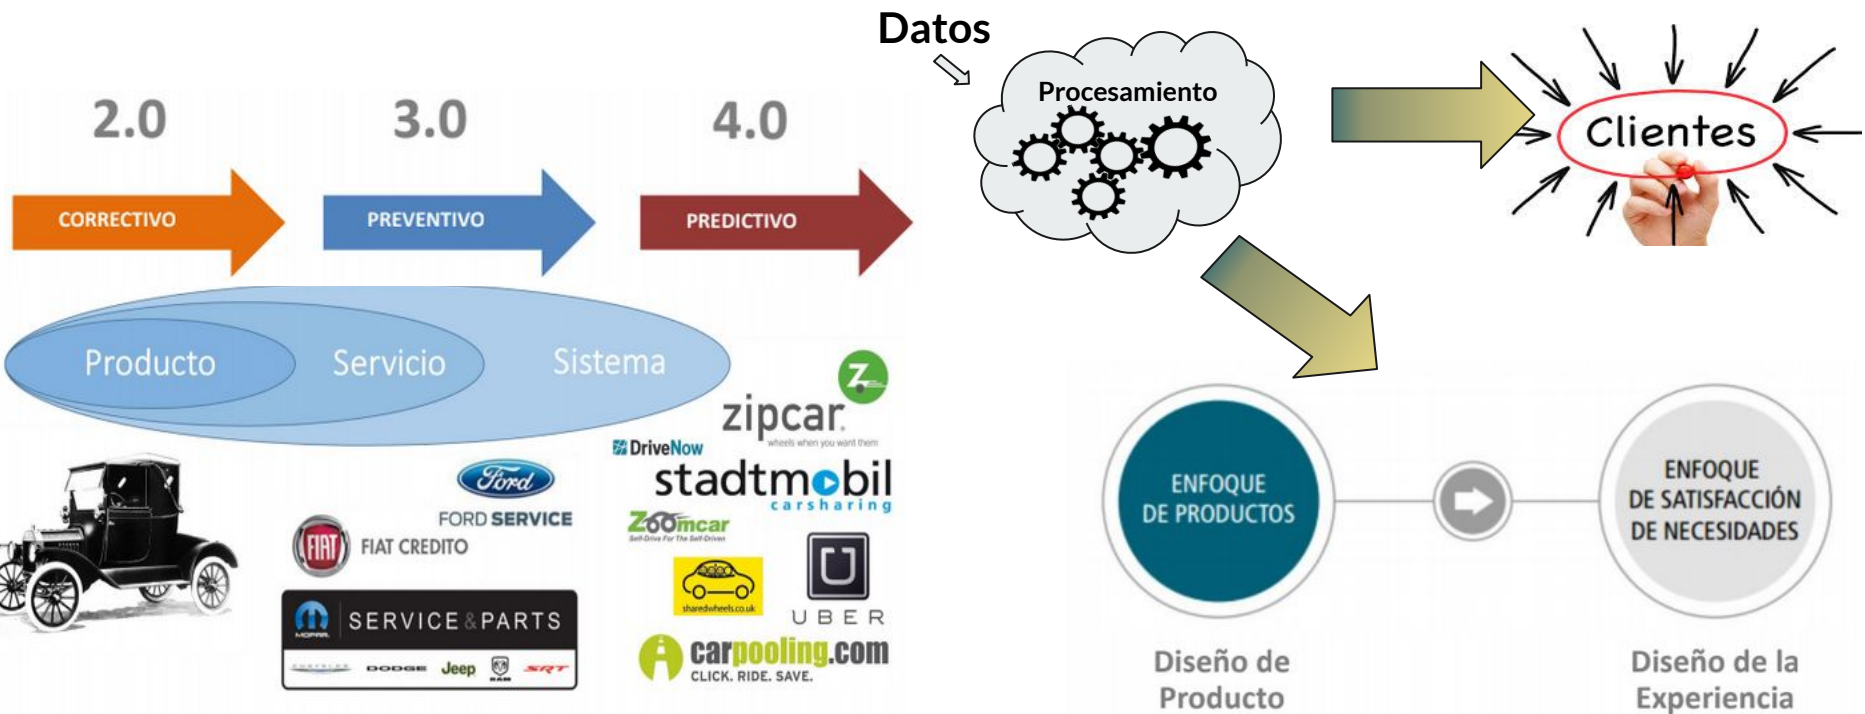 2.0
3.0
4.0
CORRECTIVO
PREVENTIVO
PREDICTIVO
Producto
Servicio
Sistema
Z
zipcar.
wheels when you want them
DriveNow
stadtmobil
carsharing
Zoomcar
Self-Drive For The Self-Driven
sharedwheels.co.uk
U
UBER
carpooling.com
CLICK. RIDE. SAVE.
Ford
FORD SERVICE
FIAT
FIAT CREDITO
MOPAR.
SERVICE & PARTS
CHRYSLER
DODGE
Jeep
RAM
SRT
Datos
Procesamiento
Clientes
ENFOQUE
DE PRODUCTOS
ENFOQUE
DE SATISFACCIÓN
DE NECESIDADES
Diseño de
Producto
Diseño de la
Experiencia